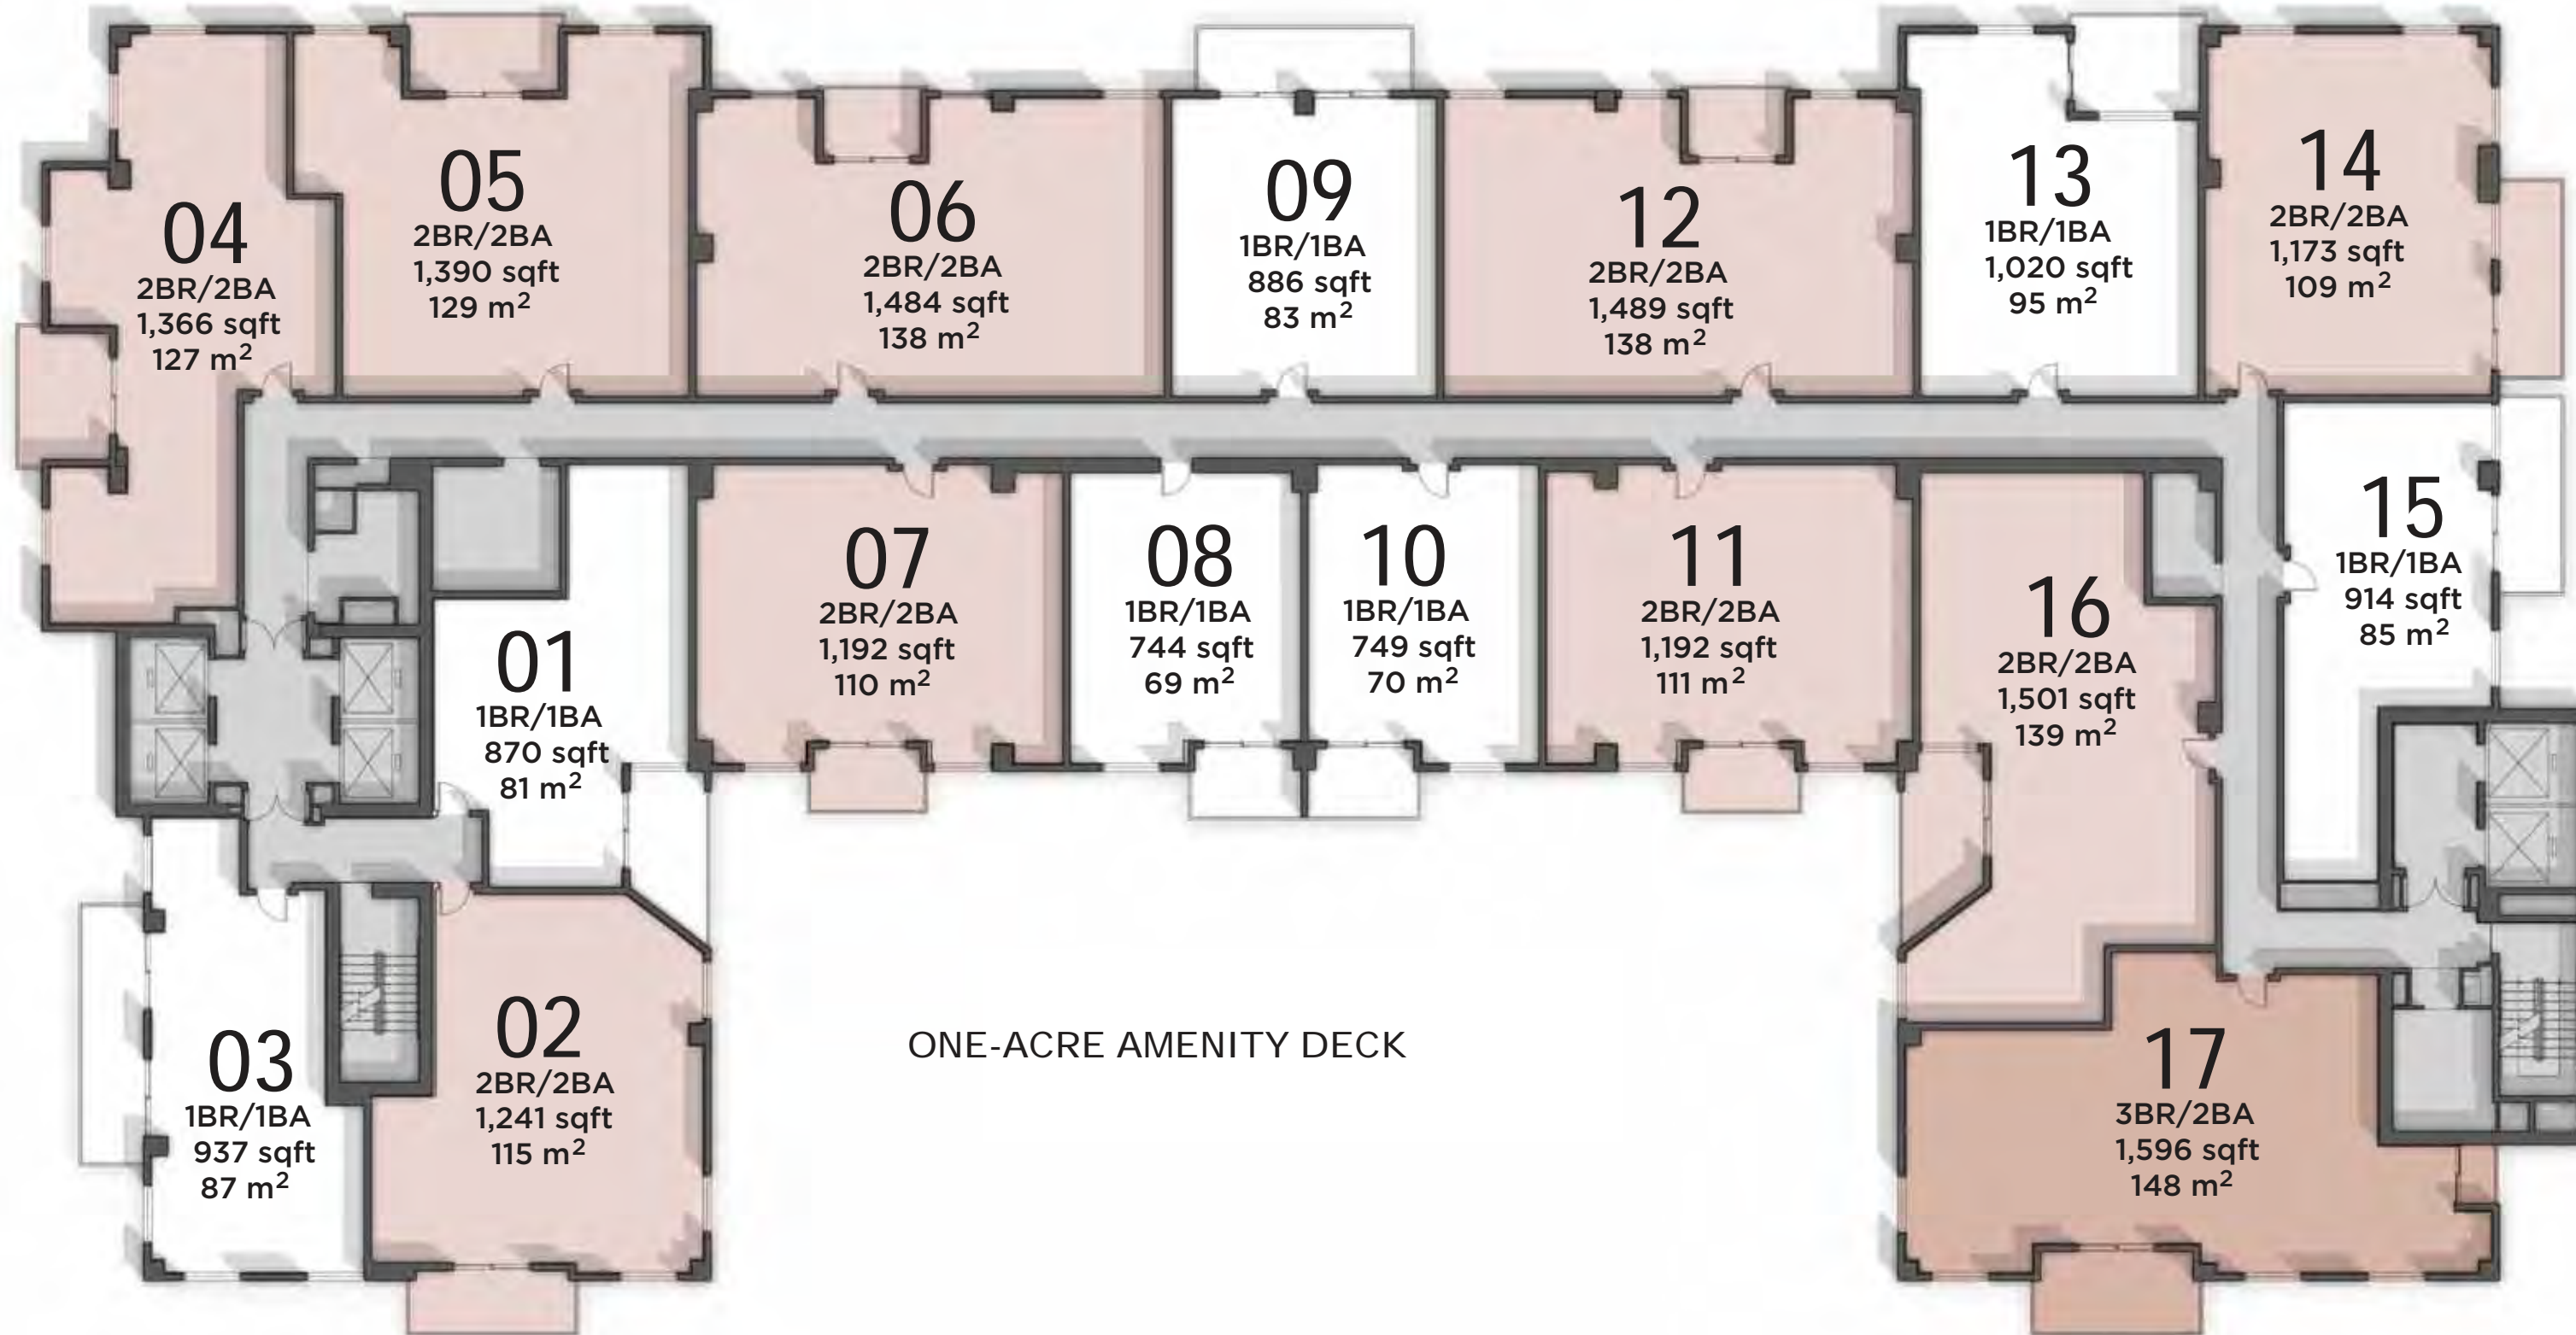 04
2BR/2BA
1,366 sqft
127 m²
05
2BR/2BA
1,390 sqft
129 m²
06
2BR/2BA
1,484 sqft
138 m²
09
1BR/1BA
886 sqft
83 m²
12
2BR/2BA
1,489 sqft
138 m²
13
1BR/1BA
1,020 sqft
95 m²
14
2BR/2BA
1,173 sqft
109 m²
01
1BR/1BA
870 sqft
81 m²
07
2BR/2BA
1,192 sqft
110 m²
08
1BR/1BA
744 sqft
69 m²
10
1BR/1BA
749 sqft
70 m²
11
2BR/2BA
1,192 sqft
111 m²
16
2BR/2BA
1,501 sqft
139 m²
15
1BR/1BA
914 sqft
85 m²
03
1BR/1BA
937 sqft
87 m²
02
2BR/2BA
1,241 sqft
115 m²
ONE-ACRE AMENITY DECK
17
3BR/2BA
1,596 sqft
148 m²